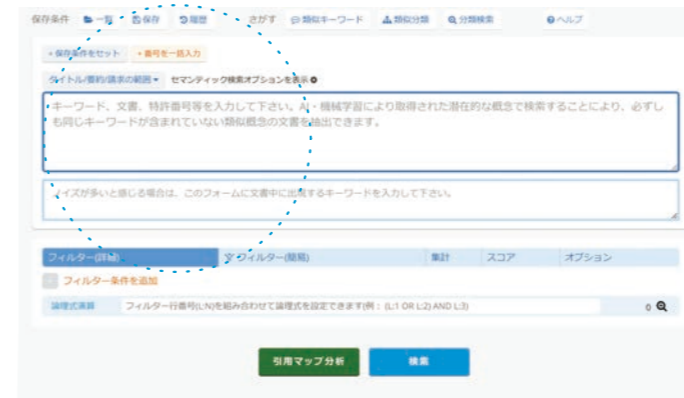 保存条件 一覧 保存 履歴 さがす 類似キーワード 類似分類 分類検索 ヘルプ
+保存条件をセット +番号を一括入力
タイトル/要約/請求の範囲 セマンティック検索オプションを表示
キーワード、文書、特許番号等を入力して下さい。AI・機械学習により取得された潜在的な概念で検索することにより、必ずし
も同じキーワードが含まれていない類似概念の文書を抽出できます。
ノイズが多いと感じる場合は、このフォームに文書中に出現するキーワードを入力して下さい。
フィルター(詳細) フィルター(簡易) 集計 スコア オプション
フィルター条件を追加
論理式演算 フィルター行番号(L:N)を組み合わせて論理式を設定できます(例：(L:1 OR L:2) AND L:3) 0
引用マップ分析 検索